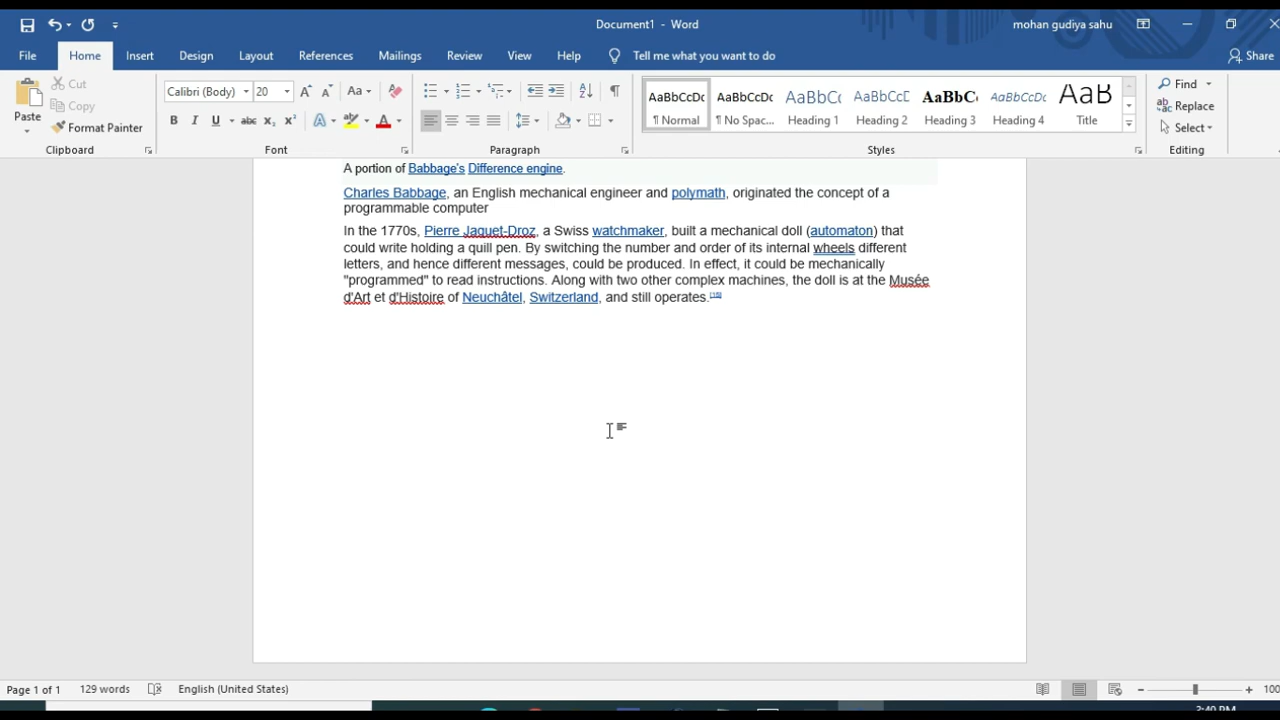 Document1 - Word
mohan gudiya sahu
File Home Insert Design Layout References Mailings Review View Help Tell me what you want to do Share
Paste
Cut
Copy
Format Painter
Clipboard
Calibri (Body) 20
Aa
B I U abc x₂ x²
A A
Font
Paragraph
AaBbCcDc AaBbCcDc AaBbCc AaBbCcD AaBbC AaBbCcD AaB
¶ Normal ¶ No Spac... Heading 1 Heading 2 Heading 3 Heading 4 Title
Styles
Find
Replace
Select
Editing
A portion of Babbage's Difference engine.
Charles Babbage, an English mechanical engineer and polymath, originated the concept of a
programmable computer
In the 1770s, Pierre Jaquet-Droz, a Swiss watchmaker, built a mechanical doll (automaton) that
could write holding a quill pen. By switching the number and order of its internal wheels different
letters, and hence different messages, could be produced. In effect, it could be mechanically
"programmed" to read instructions. Along with two other complex machines, the doll is at the Musée
d'Art et d'Histoire of Neuchâtel, Switzerland, and still operates.[16]
Page 1 of 1 129 words English (United States) 100